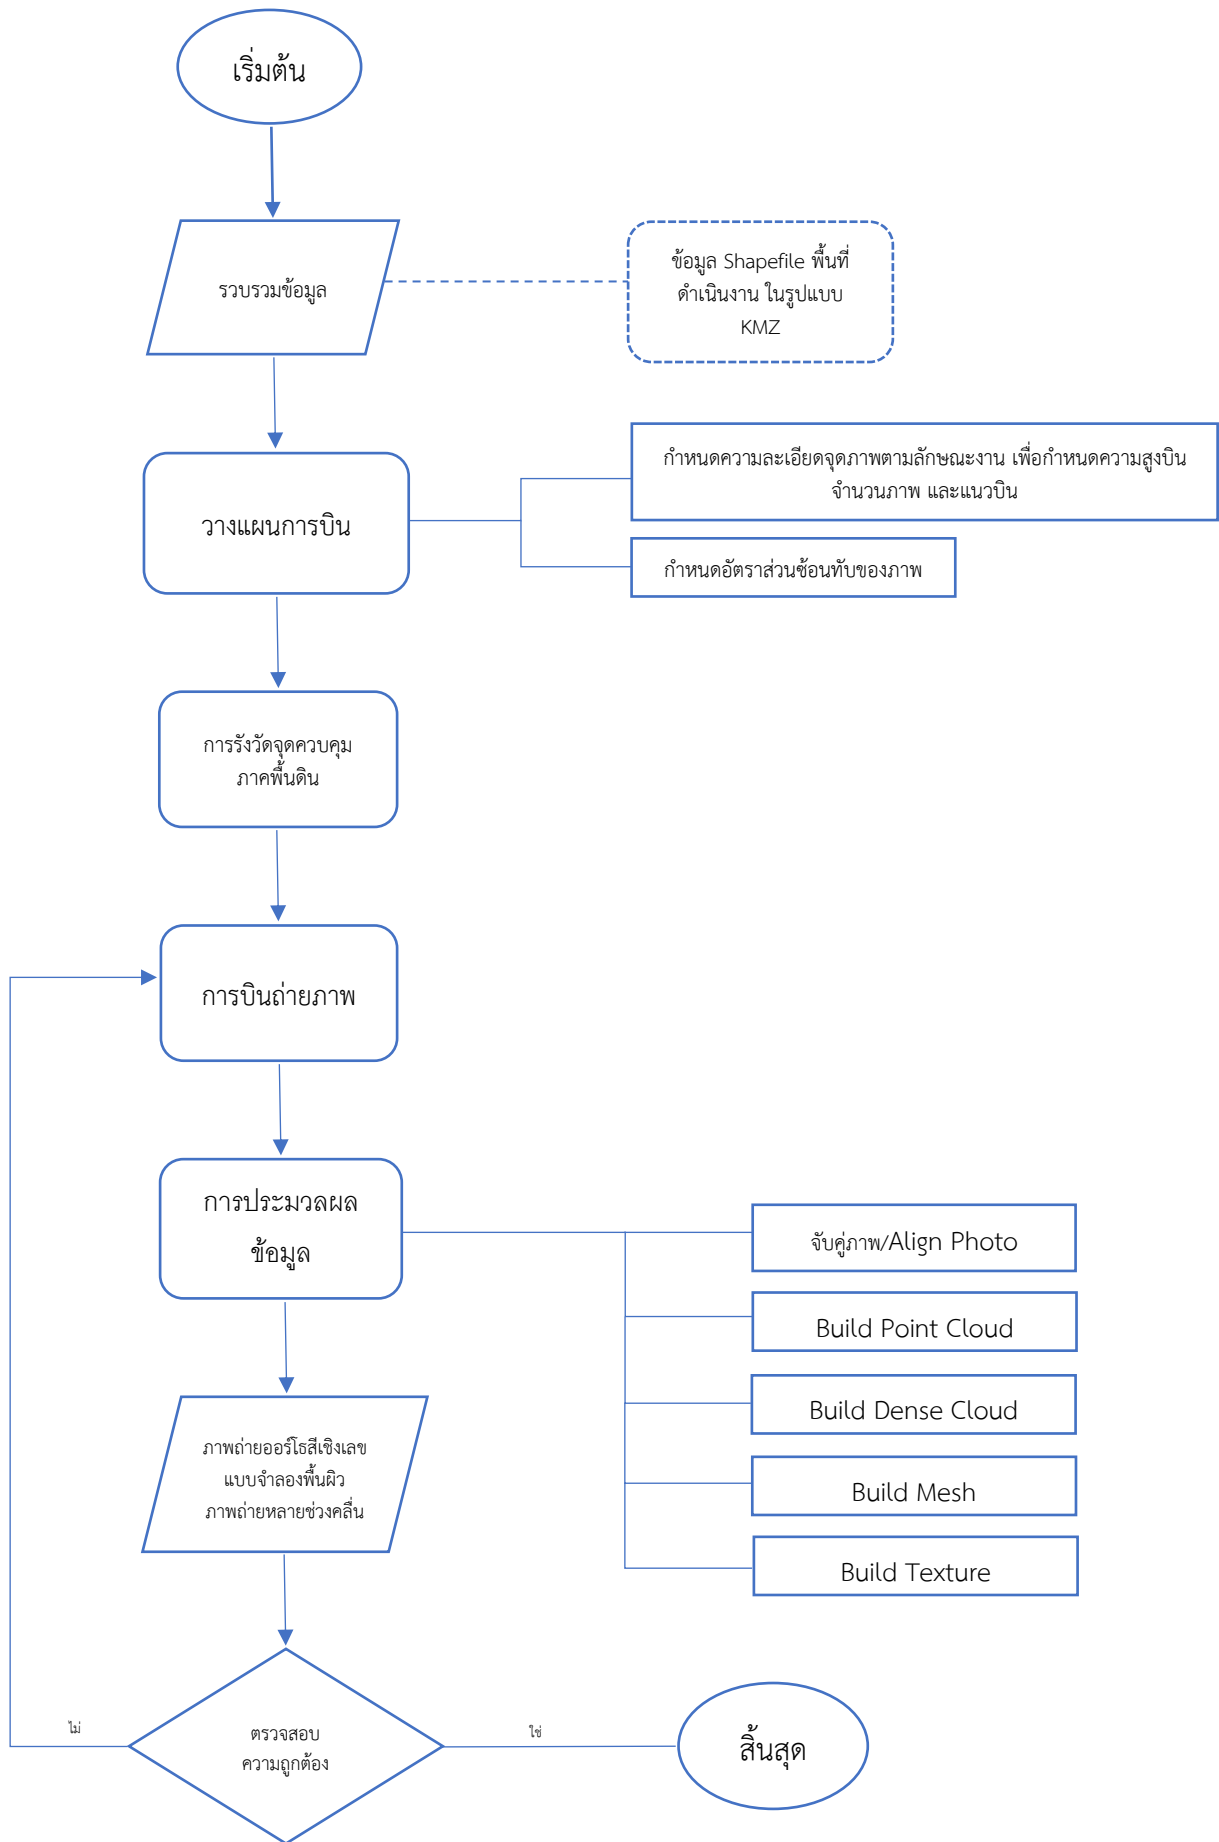 เริ่มต้น
รวบรวมข้อมูล
ข้อมูล Shapefile พื้นที่
ดำเนินงาน ในรูปแบบ
KMZ
วางแผนการบิน
กำหนดความละเอียดจุดภาพตามลักษณะงาน เพื่อกำหนดความสูงบิน
จำนวนภาพ และแนวบิน
กำหนดอัตราส่วนซ้อนทับของภาพ
การรังวัดจุดควบคุม
ภาคพื้นดิน
การบินถ่ายภาพ
การประมวลผล
ข้อมูล
จับคู่ภาพ/Align Photo
Build Point Cloud
Build Dense Cloud
Build Mesh
Build Texture
ภาพถ่ายออร์โธสีเชิงเลข
แบบจำลองพื้นผิว
ภาพถ่ายหลายช่วงคลื่น
ไม่
ตรวจสอบ
ความถูกต้อง
ใช่
สิ้นสุด